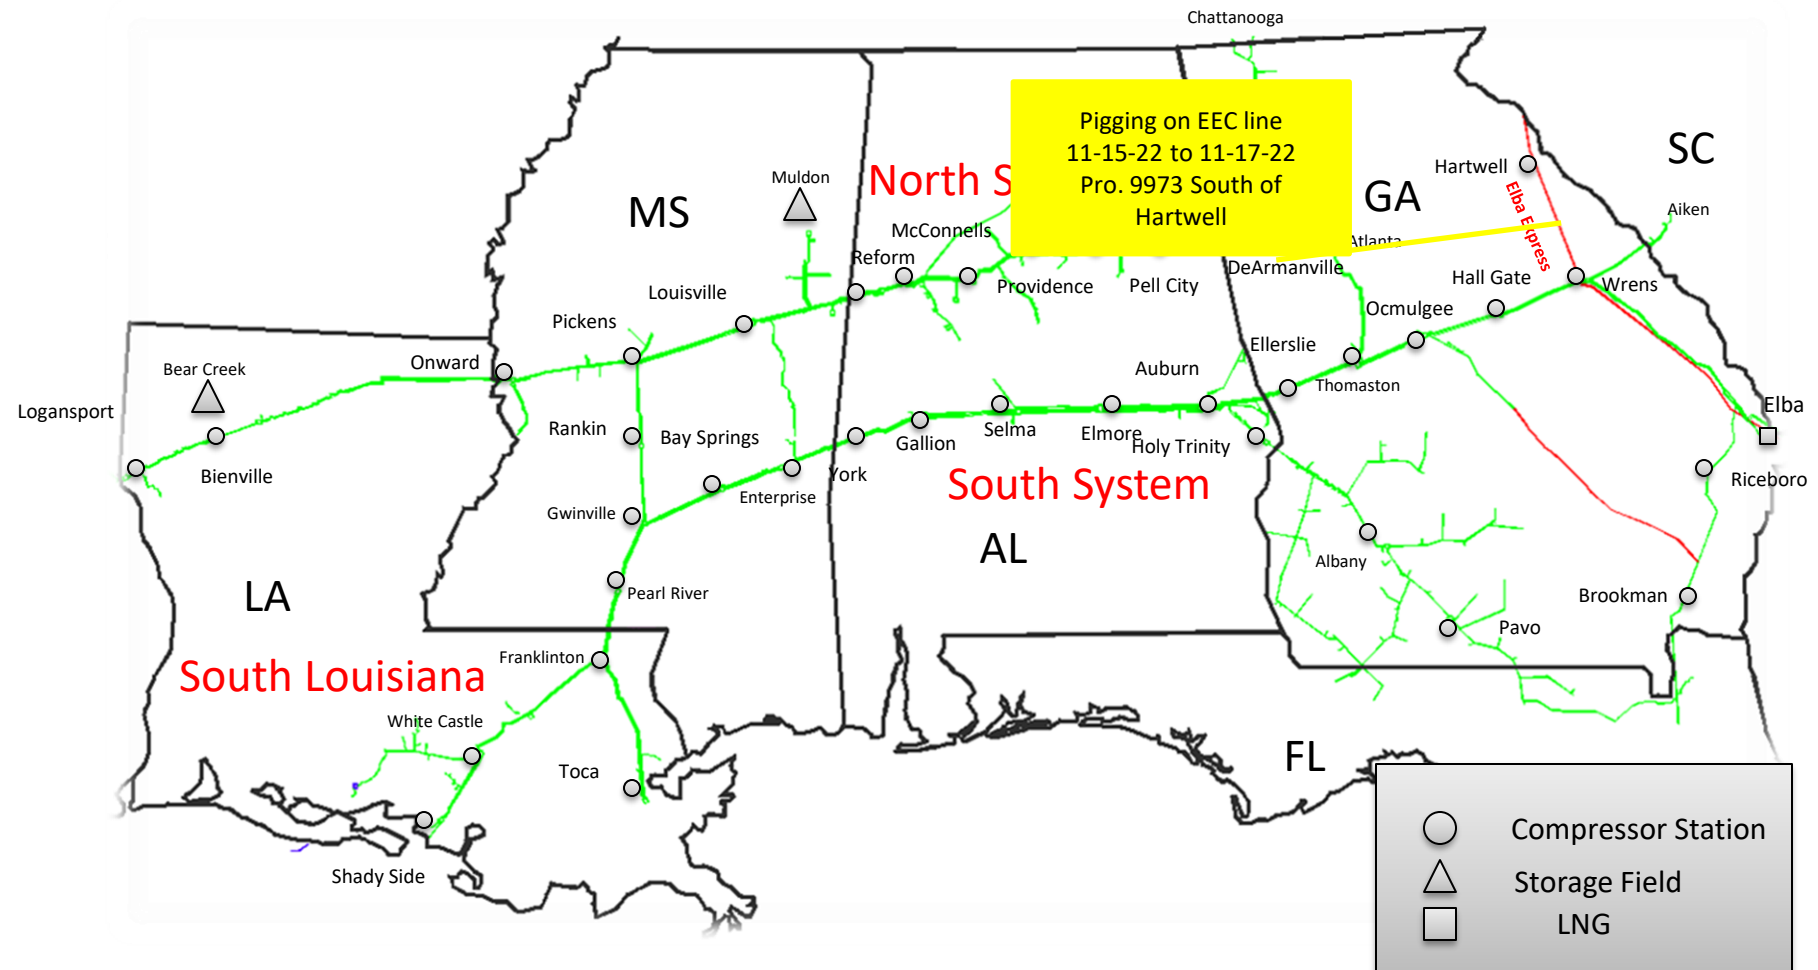 Chattanooga
Pigging on EEC line
11-15-22 to 11-17-22
Pro. 9973 South of
Hartwell
SC
Hartwell
North S
Muldon
GA
MS
Elba Express
Aiken
McConnells
Atlanta
Reform
DeArmanville
Hall Gate
Wrens
Louisville
Providence
Pell City
Ocmulgee
Pickens
Ellerslie
Onward
Auburn
Bear Creek
Thomaston
Logansport
Elba
Rankin
Bay Springs
Gallion
Selma
Elmore
Holy Trinity
Bienville
York
South System
Riceboro
Enterprise
Gwinville
AL
Albany
LA
Pearl River
Brookman
Pavo
Franklinton
South Louisiana
White Castle
FL
Toca
Shady Side
Compressor Station
Storage Field
LNG